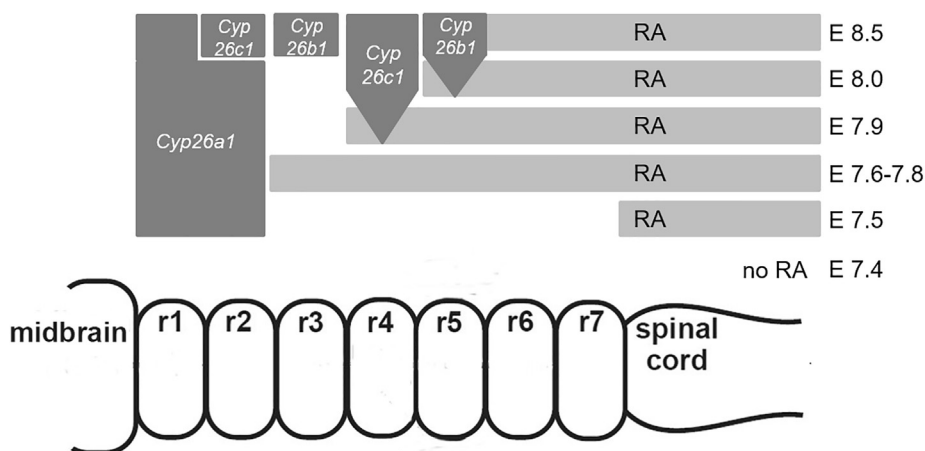 Cyp
26c1
Cyp
26b1
Cyp
26c1
Cyp
26b1
RA
E 8.5
RA
E 8.0
Cyp26a1
RA
E 7.9
RA
E 7.6-7.8
RA
E 7.5
no RA
E 7.4
midbrain
r1
r2
r3
r4
r5
r6
r7
spinal
cord